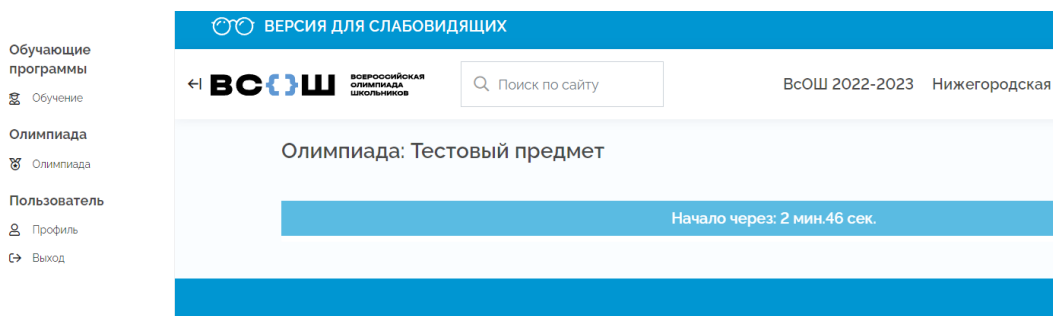 Обучающие
программы
Обучение
Олимпиада
Олимпиада
Пользователь
Профиль
Выход
ВЕРСИЯ ДЛЯ СЛАБОВИДЯЩИХ
ВС{}Ш ВСЕРОССИЙСКАЯ
ОЛИМПИАДА
ШКОЛЬНИКОВ
Поиск по сайту
ВсОШ 2022-2023 Нижегородская
Олимпиада: Тестовый предмет
Начало через: 2 мин.46 сек.